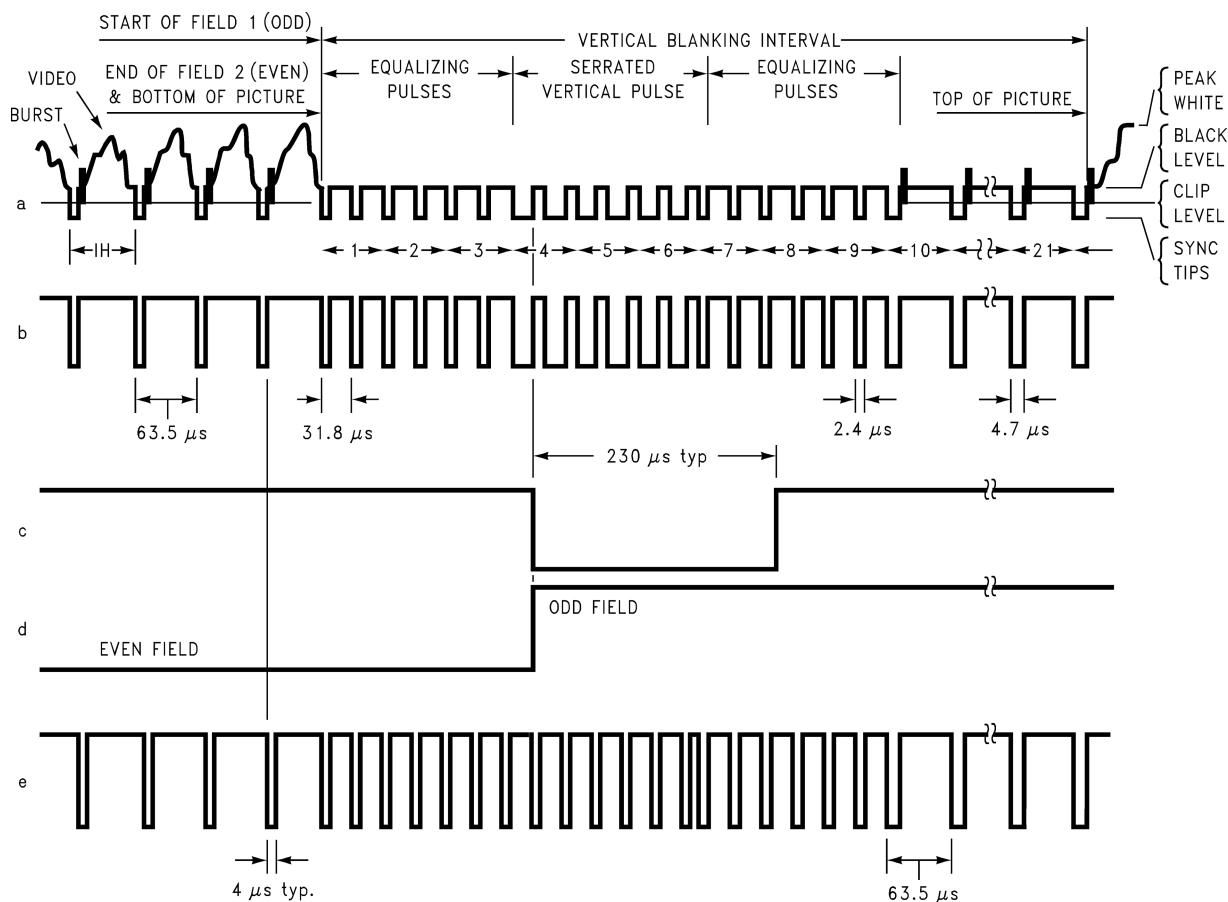 START OF FIELD 1 (ODD)
VERTICAL BLANKING INTERVAL
VIDEO
END OF FIELD 2 (EVEN)
& BOTTOM OF PICTURE
BURST
EQUALIZING
PULSES
SERRATED
VERTICAL PULSE
EQUALIZING
PULSES
TOP OF PICTURE
PEAK
WHITE
BLACK
LEVEL
CLIP
LEVEL
SYNC
TIPS
a
1H
1 2 3 4 5 6 7 8 9 10 21
b
63.5 μs
31.8 μs
2.4 μs
4.7 μs
230 μs typ
c
d
ODD FIELD
EVEN FIELD
e
4 μs typ.
63.5 μs